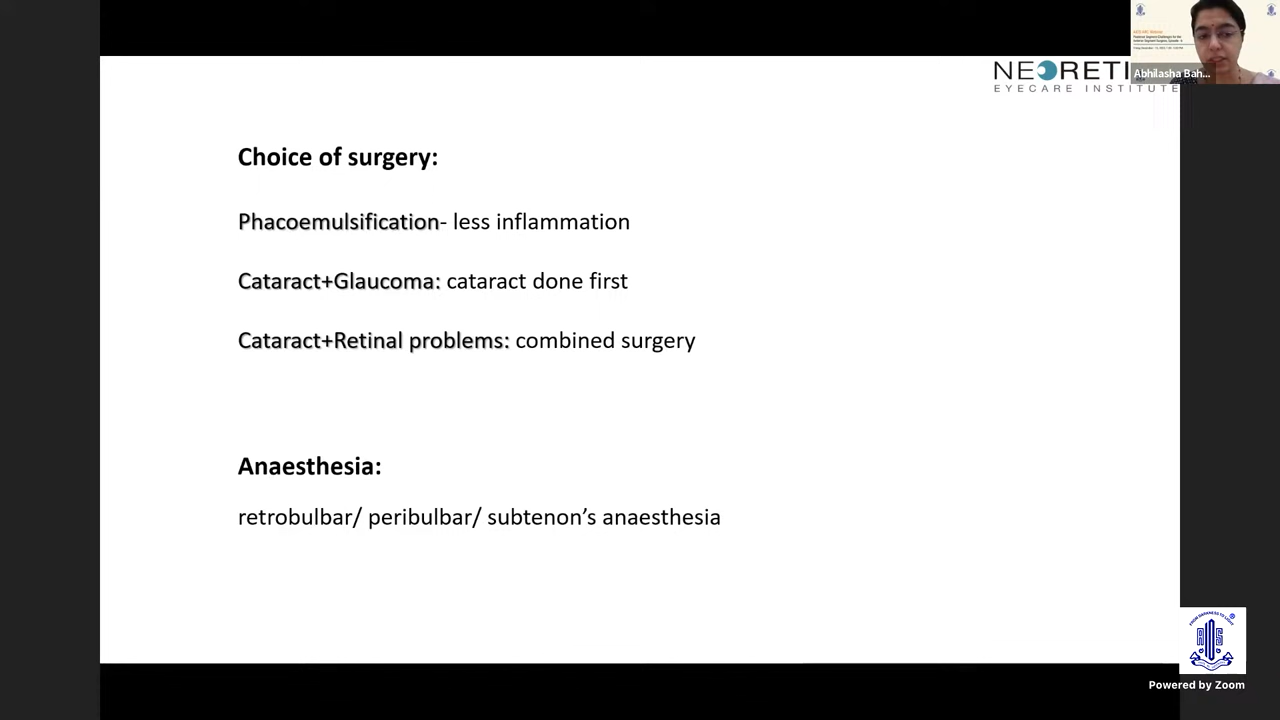 NEORETI
EYECARE INSTITUTE
Abhilasha Bah...
Choice of surgery:
Phacoemulsification- less inflammation
Cataract+Glaucoma: cataract done first
Cataract+Retinal problems: combined surgery
Anaesthesia:
retrobulbar/ peribulbar/ subtenon’s anaesthesia
Powered by Zoom